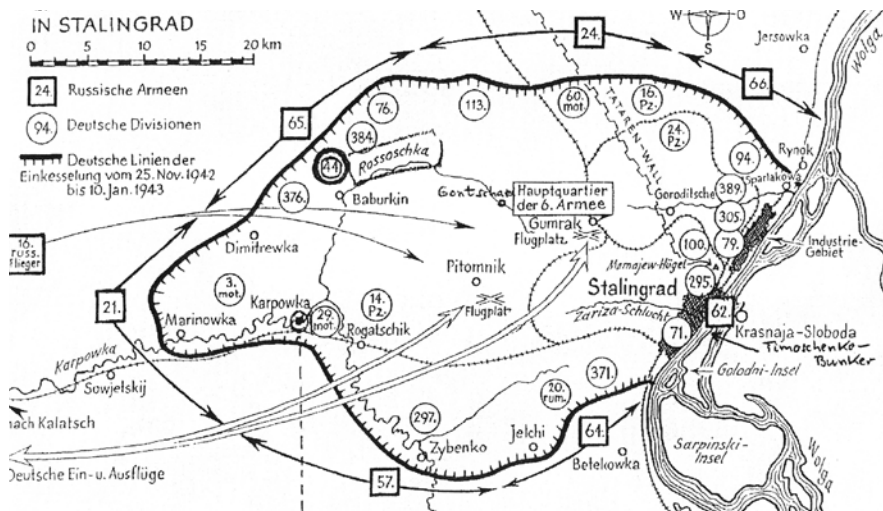 IN STALINGRAD
0 5 10 15 20 km
24. Russische Armeen
94. Deutsche Divisionen
Deutsche Linien der
Einkesselung vom 25. Nov. 1942
bis 10. Jan. 1943
W O
S
24.
Jersowka
Wolga
66.
65.
76.
113.
60.
mot.
16.
Pz.
TATAREN-WALL
24.
Pz.
384.
44.
Rossoschka
94.
Rynok
Spartakowa
376.
Baburkin
Hauptquartier
der 6. Armee
Goroditsche
389.
305.
Gumrak
Flugplatz
100.
79.
Industrie-
Gebiet
16.
russ.
Flieger
Dimitrewka
Mamajew-Hügel
295.
21.
3.
mot.
Pitomnik
Stalingrad
Karpowka
14.
Pz.
29.
mot.
Flugplat
Zariza-Schlucht
62.
Marinowka
Rogatschik
71.
Krasnaja-Sloboda
Timoschenko-
Bunker
Karpowka
Sowjetskij
Golodni-Insel
371.
20.
rum.
nach Kalatsch
297.
64.
Jelchi
Zybenko
Betekowka
Sarpinski-
Insel
Wolga
Deutsche Ein- u. Ausflüge
57.